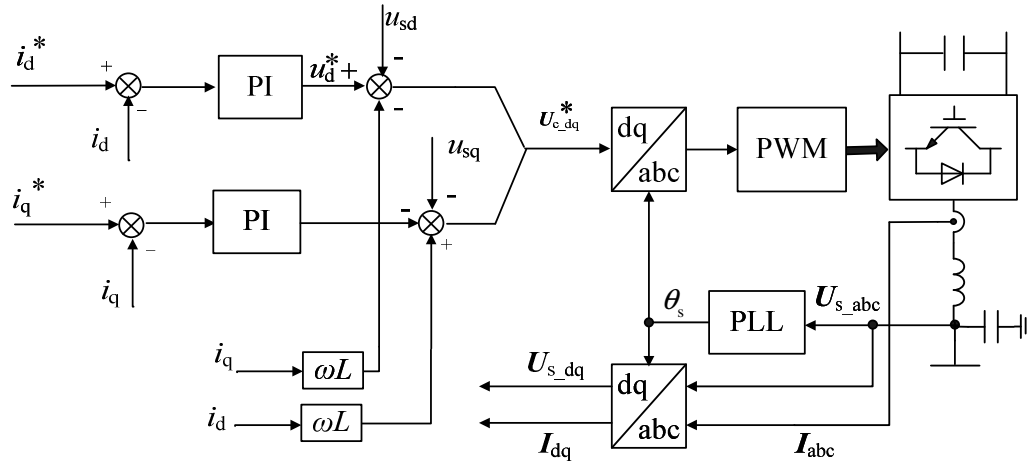 u_sd
i_d^*
+
−
PI
u_d^*
+
-
-
i_d
U_c_dq^*
dq
abc
PWM
u_sq
i_q^*
+
−
PI
-
-
+
i_q
θ_s
PLL
U_s_abc
i_q
ωL
i_d
ωL
U_s_dq
I_dq
dq
abc
I_abc